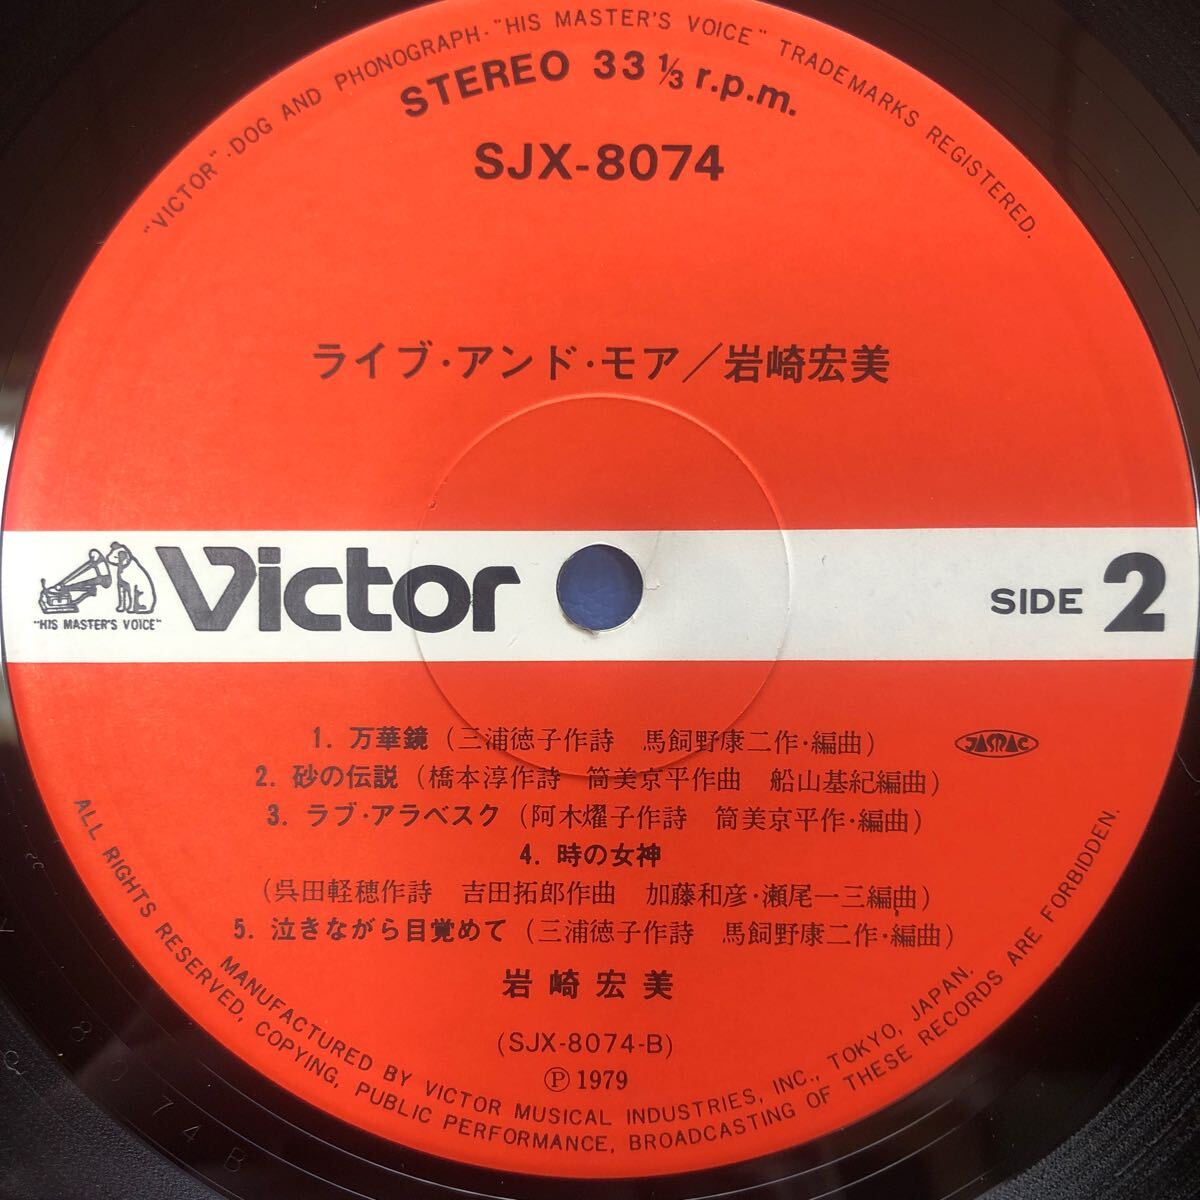 "VICTOR"·DOG AND PHONOGRAPH·"HIS MASTER'S VOICE" TRADEMARKS REGISTERED.
STEREO 33 1/3 r.p.m.
SJX-8074
ライブ・アンド・モア／岩崎宏美
"HIS MASTER'S VOICE"
Victor
SIDE 2
1. 万華鏡（三浦徳子作詩　馬飼野康二作・編曲）
JASRAC
2. 砂の伝説（橋本淳作詩　筒美京平作曲　船山基紀編曲）
3. ラブ・アラベスク（阿木燿子作詩　筒美京平作・編曲）
4. 時の女神
（呉田軽穂作詩　吉田拓郎作曲　加藤和彦・瀬尾一三編曲）
5. 泣きながら目覚めて（三浦徳子作詩　馬飼野康二作・編曲）
岩崎宏美
(SJX-8074-B)
Ⓟ 1979
MANUFACTURED BY VICTOR MUSICAL INDUSTRIES, INC., TOKYO, JAPAN.
ALL RIGHTS RESERVED, COPYING, PUBLIC PERFORMANCE, BROADCASTING OF THESE RECORDS ARE FORBIDDEN.
8074B